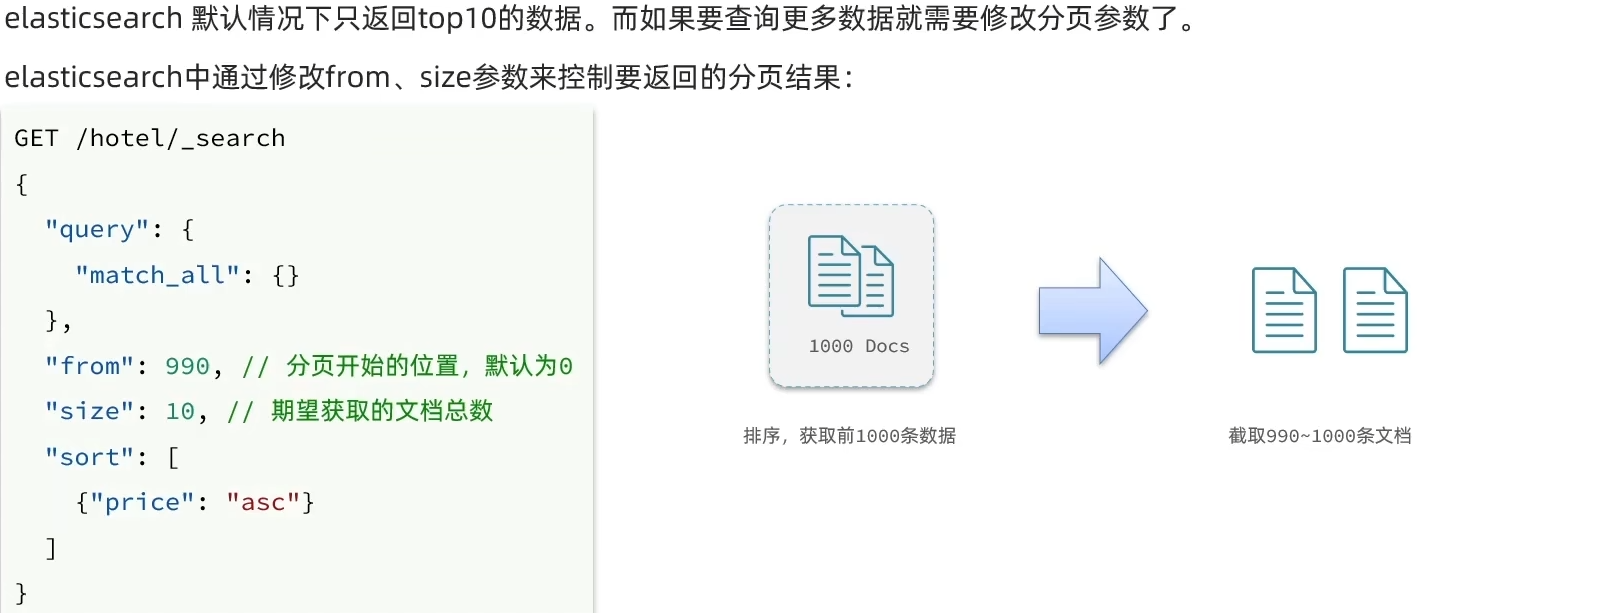 elasticsearch 默认情况下只返回top10的数据。而如果要查询更多数据就需要修改分页参数了。
elasticsearch中通过修改from、size参数来控制要返回的分页结果：
GET /hotel/_search
{
  "query": {
    "match_all": {}
  },
  "from": 990, // 分页开始的位置，默认为0
  "size": 10, // 期望获取的文档总数
  "sort": [
    {"price": "asc"}
  ]
}
1000 Docs
排序，获取前1000条数据
截取990~1000条文档